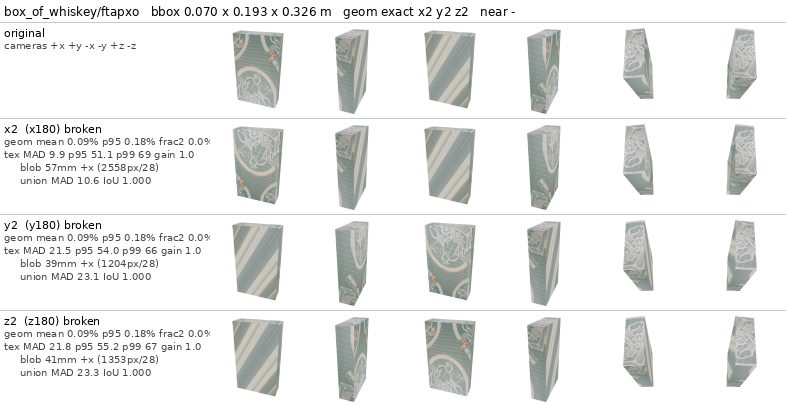 box_of_whiskey/ftapxo   bbox 0.070 x 0.193 x 0.326 m   geom exact x2 y2 z2   near -
original
cameras +x +y -x -y +z -z
x2  (x180) broken
geom mean 0.09% p95 0.18% frac2 0.0%
tex MAD 9.9 p95 51.1 p99 69 gain 1.0
blob 57mm +x (2558px/28)
union MAD 10.6 IoU 1.000
y2  (y180) broken
geom mean 0.09% p95 0.18% frac2 0.0%
tex MAD 21.5 p95 54.0 p99 66 gain 1.0
blob 39mm +x (1204px/28)
union MAD 23.1 IoU 1.000
z2  (z180) broken
geom mean 0.09% p95 0.18% frac2 0.0%
tex MAD 21.8 p95 55.2 p99 67 gain 1.0
blob 41mm +x (1353px/28)
union MAD 23.3 IoU 1.000